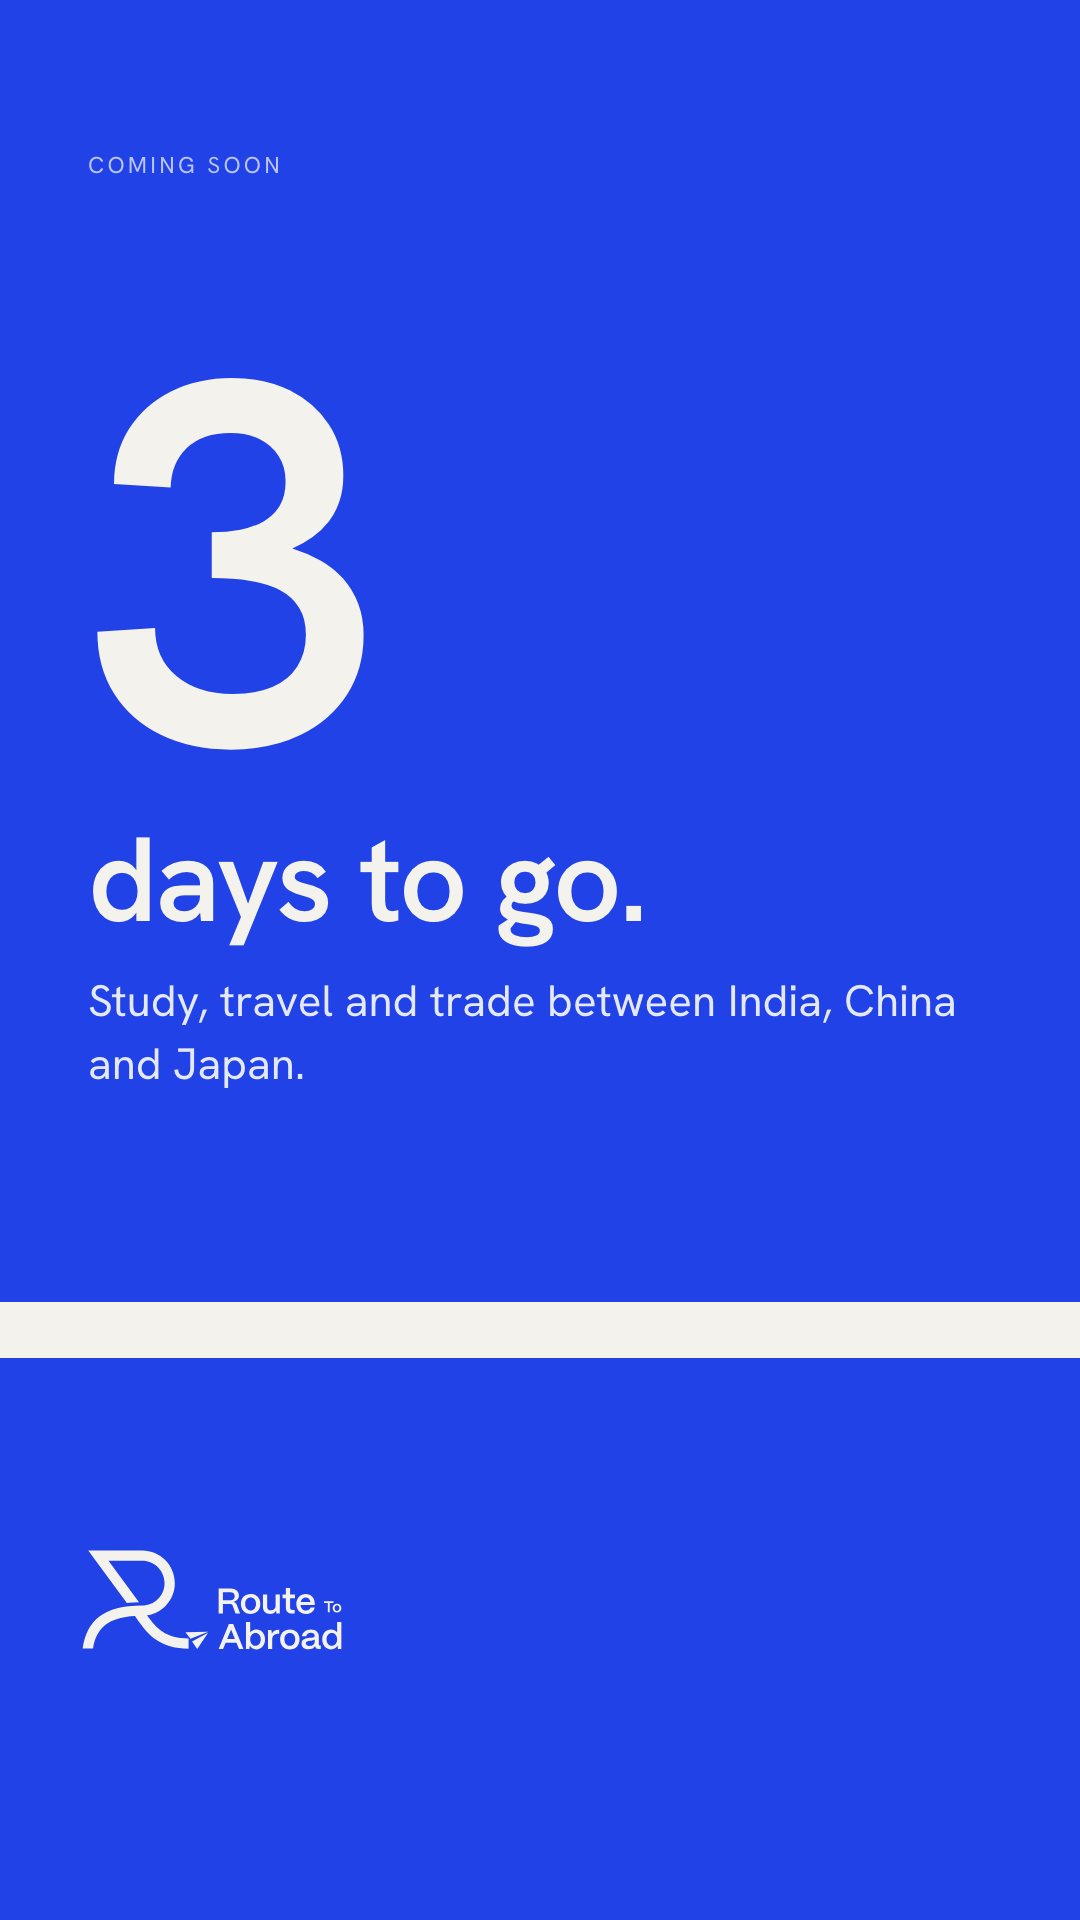 COMING SOON
3
days to go.
Study, travel and trade between India, China
and Japan.
Route To
Abroad